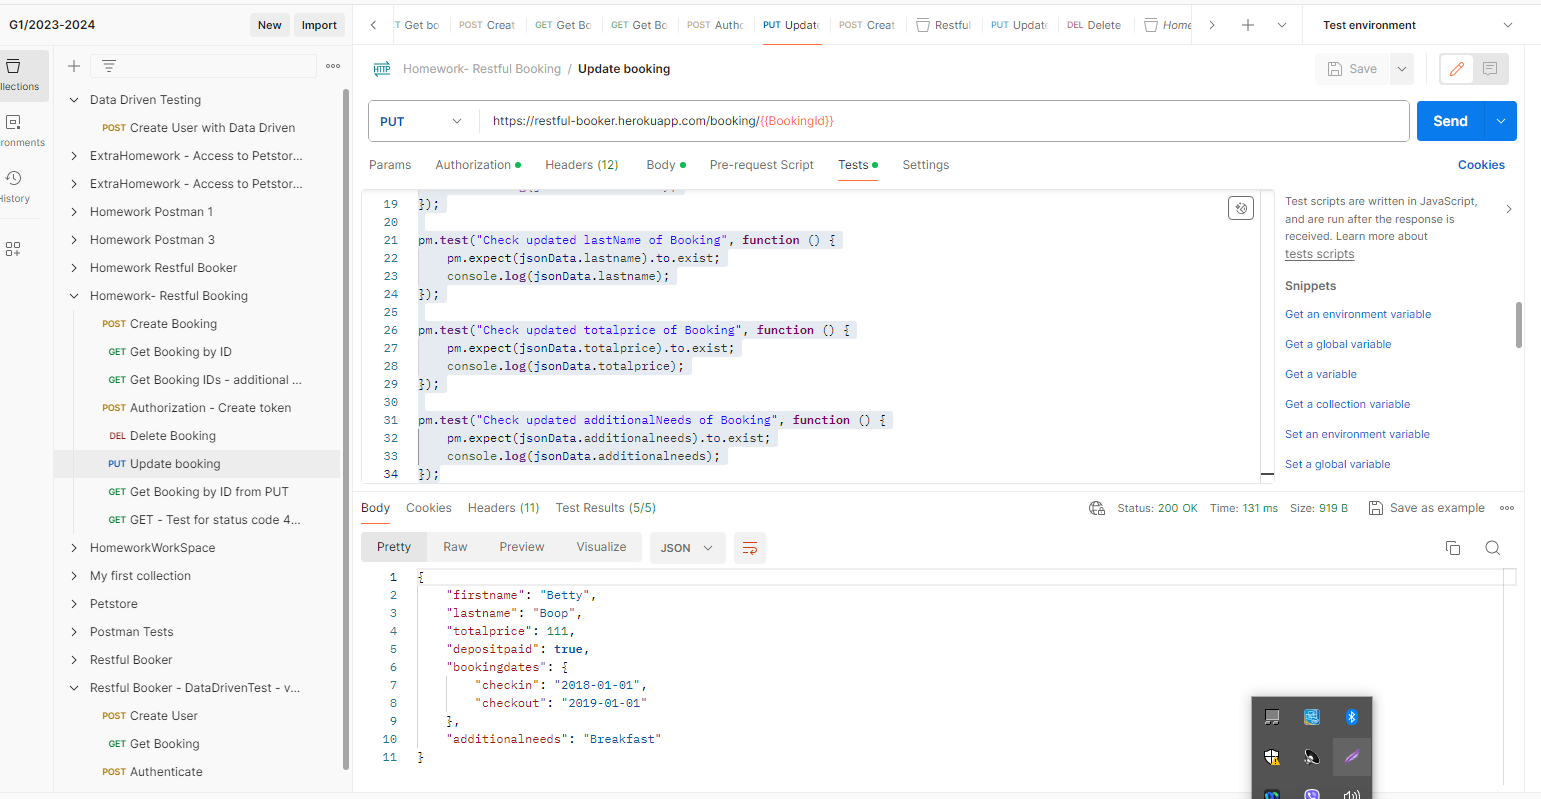 G1/2023-2024
New
Import
GET Get bo
POST Creat
GET Get Bo
GET Get Bo
POST Autho
PUT Updat
POST Creat
Restful
PUT Updat
DEL Delete
Home
Test environment
llections
ronments
History
Data Driven Testing
POST Create User with Data Driven
ExtraHomework - Access to Petstor...
ExtraHomework - Access to Petstor...
Homework Postman 1
Homework Postman 3
Homework Restful Booker
Homework- Restful Booking
POST Create Booking
GET Get Booking by ID
GET Get Booking IDs - additional ...
POST Authorization - Create token
DEL Delete Booking
PUT Update booking
GET Get Booking by ID from PUT
GET GET - Test for status code 4...
HomeworkWorkSpace
My first collection
Petstore
Postman Tests
Restful Booker
Restful Booker - DataDrivenTest - v...
POST Create User
GET Get Booking
POST Authenticate
HTTP
Homework- Restful Booking / Update booking
Save
PUT
https://restful-booker.herokuapp.com/booking/{{BookingId}}
Send
Params
Authorization
Headers (12)
Body
Pre-request Script
Tests
Settings
Cookies
19 });
20
21 pm.test("Check updated lastName of Booking", function () {
22 pm.expect(jsonData.lastname).to.exist;
23 console.log(jsonData.lastname);
24 });
25
26 pm.test("Check updated totalprice of Booking", function () {
27 pm.expect(jsonData.totalprice).to.exist;
28 console.log(jsonData.totalprice);
29 });
30
31 pm.test("Check updated additionalNeeds of Booking", function () {
32 pm.expect(jsonData.additionalneeds).to.exist;
33 console.log(jsonData.additionalneeds);
34 });
Test scripts are written in JavaScript,
and are run after the response is
received. Learn more about
tests scripts
Snippets
Get an environment variable
Get a global variable
Get a variable
Get a collection variable
Set an environment variable
Set a global variable
Body
Cookies
Headers (11)
Test Results (5/5)
Status: 200 OK
Time: 131 ms
Size: 919 B
Save as example
Pretty
Raw
Preview
Visualize
JSON
1 {
2 "firstname": "Betty",
3 "lastname": "Boop",
4 "totalprice": 111,
5 "depositpaid": true,
6 "bookingdates": {
7 "checkin": "2018-01-01",
8 "checkout": "2019-01-01"
9 },
10 "additionalneeds": "Breakfast"
11 }